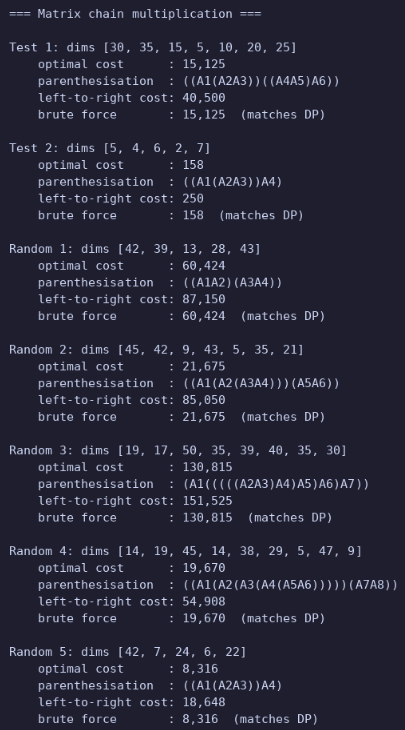 === Matrix chain multiplication ===

Test 1: dims [30, 35, 15, 5, 10, 20, 25]
    optimal cost      : 15,125
    parenthesisation  : ((A1(A2A3))((A4A5)A6))
    left-to-right cost: 40,500
    brute force       : 15,125  (matches DP)

Test 2: dims [5, 4, 6, 2, 7]
    optimal cost      : 158
    parenthesisation  : ((A1(A2A3))A4)
    left-to-right cost: 250
    brute force       : 158  (matches DP)

Random 1: dims [42, 39, 13, 28, 43]
    optimal cost      : 60,424
    parenthesisation  : ((A1A2)(A3A4))
    left-to-right cost: 87,150
    brute force       : 60,424  (matches DP)

Random 2: dims [45, 42, 9, 43, 5, 35, 21]
    optimal cost      : 21,675
    parenthesisation  : ((A1(A2(A3A4)))(A5A6))
    left-to-right cost: 85,050
    brute force       : 21,675  (matches DP)

Random 3: dims [19, 17, 50, 35, 39, 40, 35, 30]
    optimal cost      : 130,815
    parenthesisation  : (A1(((((A2A3)A4)A5)A6)A7))
    left-to-right cost: 151,525
    brute force       : 130,815  (matches DP)

Random 4: dims [14, 19, 45, 14, 38, 29, 5, 47, 9]
    optimal cost      : 19,670
    parenthesisation  : ((A1(A2(A3(A4(A5A6)))))(A7A8))
    left-to-right cost: 54,908
    brute force       : 19,670  (matches DP)

Random 5: dims [42, 7, 24, 6, 22]
    optimal cost      : 8,316
    parenthesisation  : ((A1(A2A3))A4)
    left-to-right cost: 18,648
    brute force       : 8,316  (matches DP)